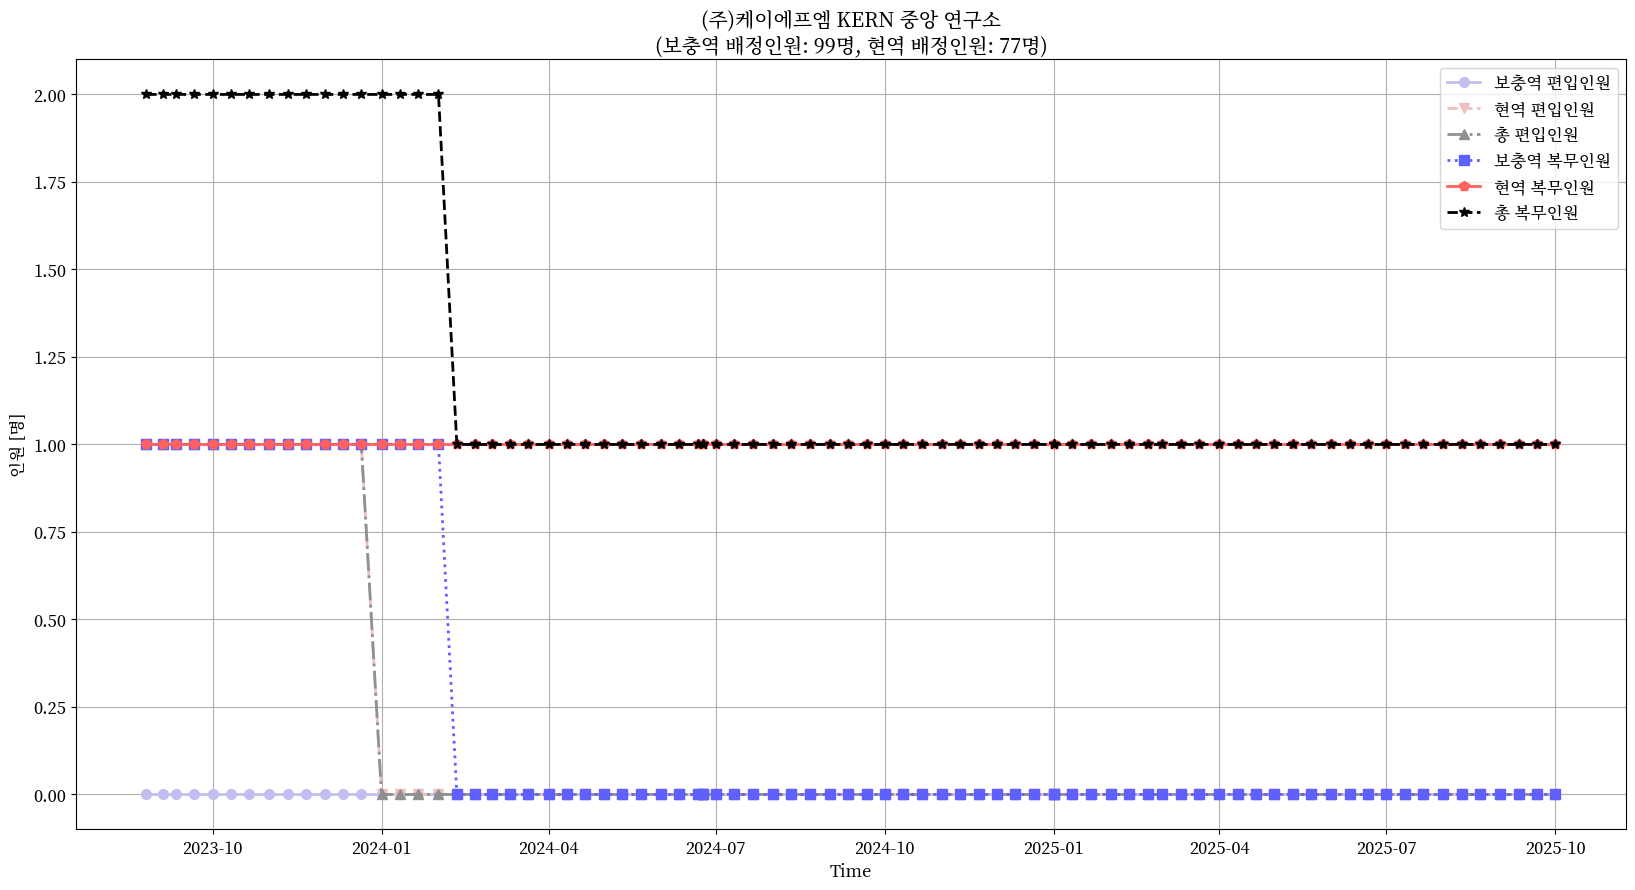 (주)케이에프엠 KERN 중앙 연구소
(보충역 배정인원: 99명, 현역 배정인원: 77명)
보충역 편입인원
현역 편입인원
총 편입인원
보충역 복무인원
현역 복무인원
총 복무인원
2.00
1.75
1.50
1.25
1.00
0.75
0.50
0.25
0.00
인원 [명]
2023-10 2024-01 2024-04 2024-07 2024-10 2025-01 2025-04 2025-07 2025-10
Time